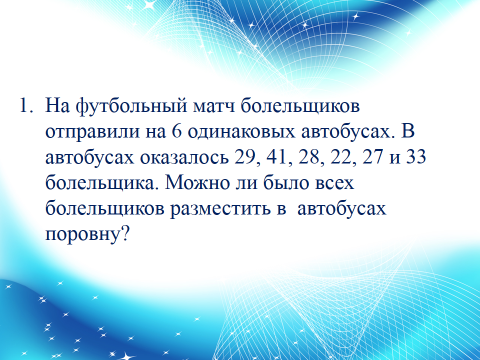 1. На футбольный матч болельщиков
отправили на 6 одинаковых автобусах. В
автобусах оказалось 29, 41, 28, 22, 27 и 33
болельщика. Можно ли было всех
болельщиков разместить в автобусах
поровну?